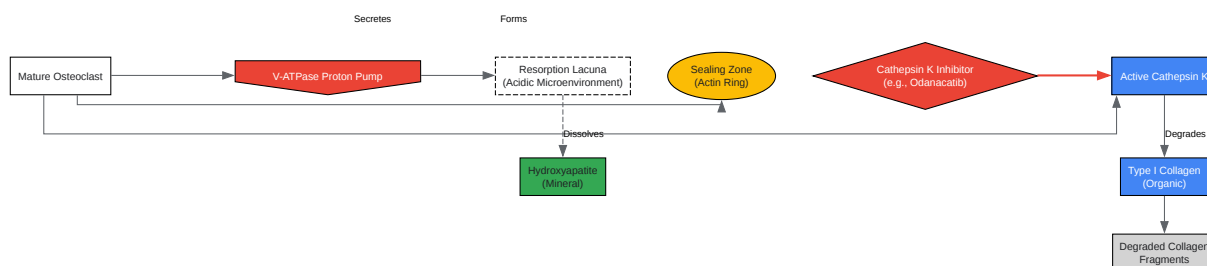 Secretes
Forms
Mature Osteoclast
V-ATPase Proton Pump
Resorption Lacuna
(Acidic Microenvironment)
Sealing Zone
(Actin Ring)
Cathepsin K Inhibitor
(e.g., Odanacatib)
Active Cathepsin K
Dissolves
Degrades
Hydroxyapatite
(Mineral)
Type I Collagen
(Organic)
Degraded Collagen
Fragments